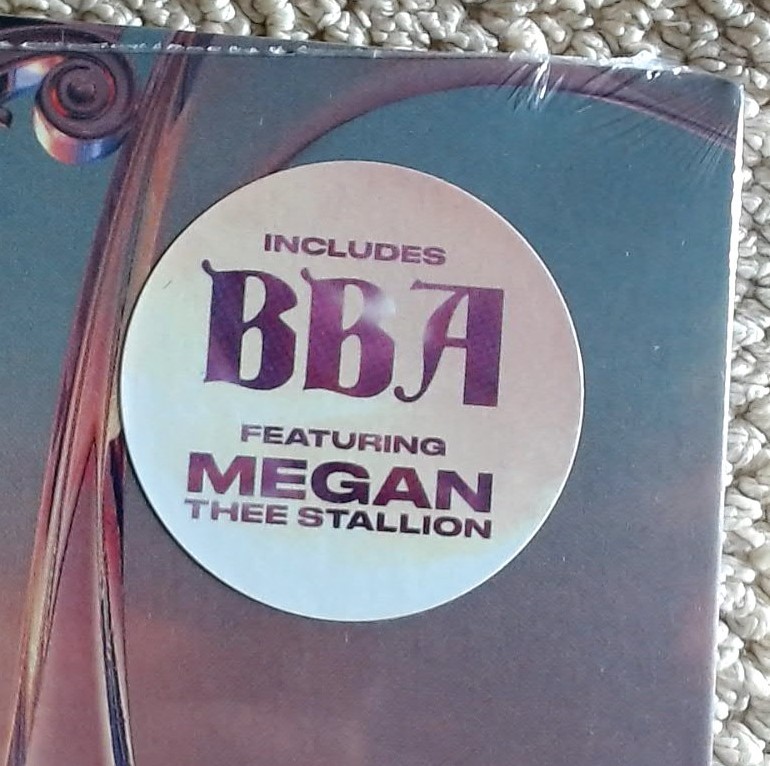 INCLUDES
BBA
FEATURING
MEGAN
THEE STALLION